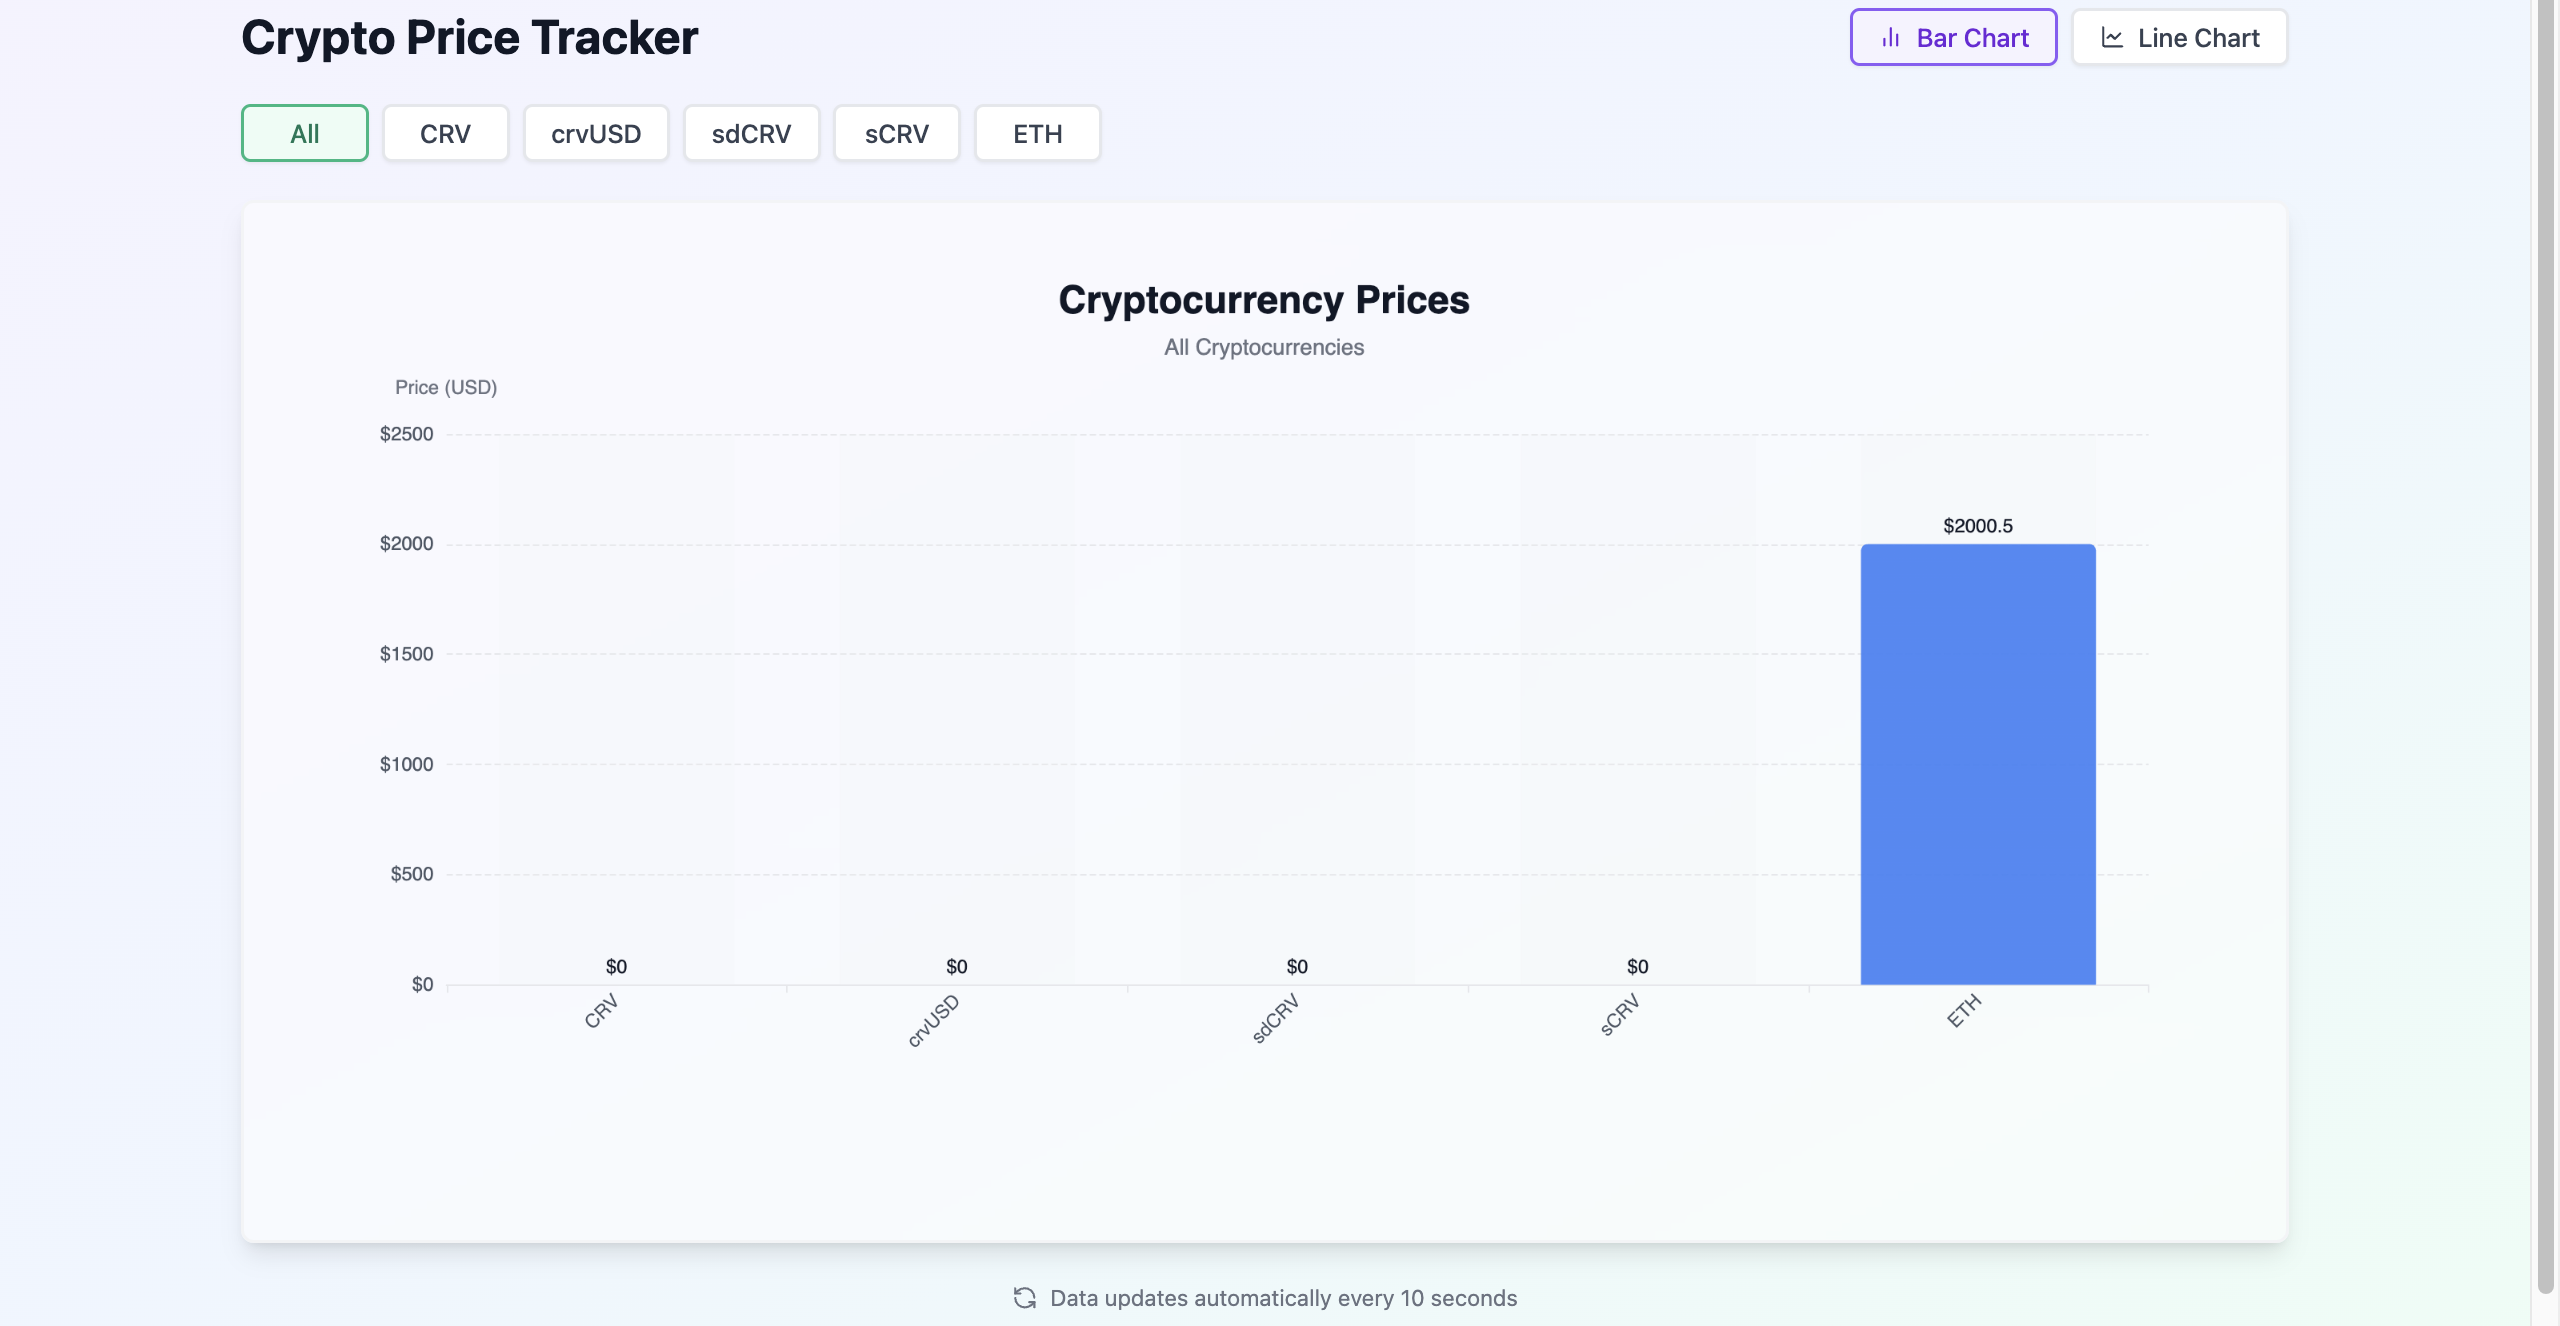 Crypto Price Tracker
Bar Chart
Line Chart
All
CRV
crvUSD
sdCRV
sCRV
ETH
Cryptocurrency Prices
All Cryptocurrencies
Price (USD)
$2500
$2000
$1500
$1000
$500
$0
$0
$0
$0
$0
$2000.5
CRV
crvUSD
sdCRV
sCRV
ETH
Data updates automatically every 10 seconds